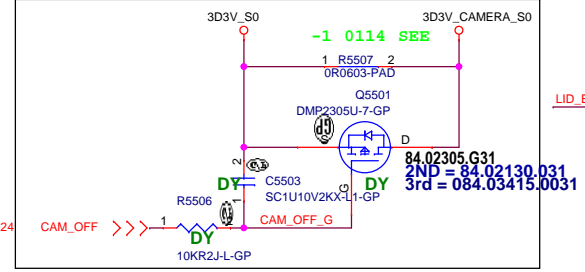 3D3V_S0
3D3V_CAMERA_S0
-1 0114 SEE
1 R5507 2
0R0603-PAD
Q5501
DMP2305U-7-GP
LID_E
D
84.02305.G31
2ND = 84.02130.031
3rd = 084.03415.0031
2
DY
C5503
SC1U10V2KX-L1-GP
DY
G
1
R5506
24
CAM_OFF
1
CAM_OFF_G
DY
10KR2J-L-GP